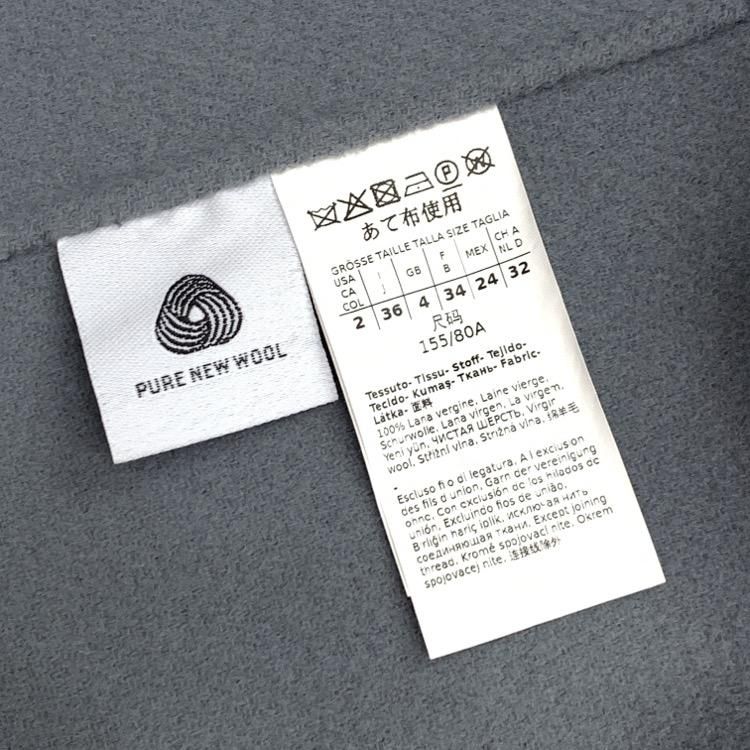 PURE NEW WOOL
あて布使用
GRÖSSE TAILLE TALLA SIZE TAGLIA
USA CA COL | I J | GB | F B | MEX | CH A NL D
2 | 36 | 4 | 34 | 24 | 32
尺码
155/80A
Tessuto- Tissu- Stoff- Tejido-
Tecido- Kumaş- Ткань- Fabric-
Látka- 面料
100% Lana vergine, Laine vierge,
Schurwolle, Lana virgen, La virgem,
Yeni yün, ЧИСТАЯ ШЕРСТЬ, Virgin
wool, Střižní vlna, Strižná vlna, 绵羊毛
-
Escluso filo di legatura, A l exclusion
des fils d union, Garn der vereinigung
ohne, Con exclusión de los hilados de
unión, Excluindo fios de união,
Birliğin hariç iplik, исключая нить
соединяющая ткани, Except joining
thread, Kromě spojovací nitě, Okrem
spojovacej nite, 连接线除外